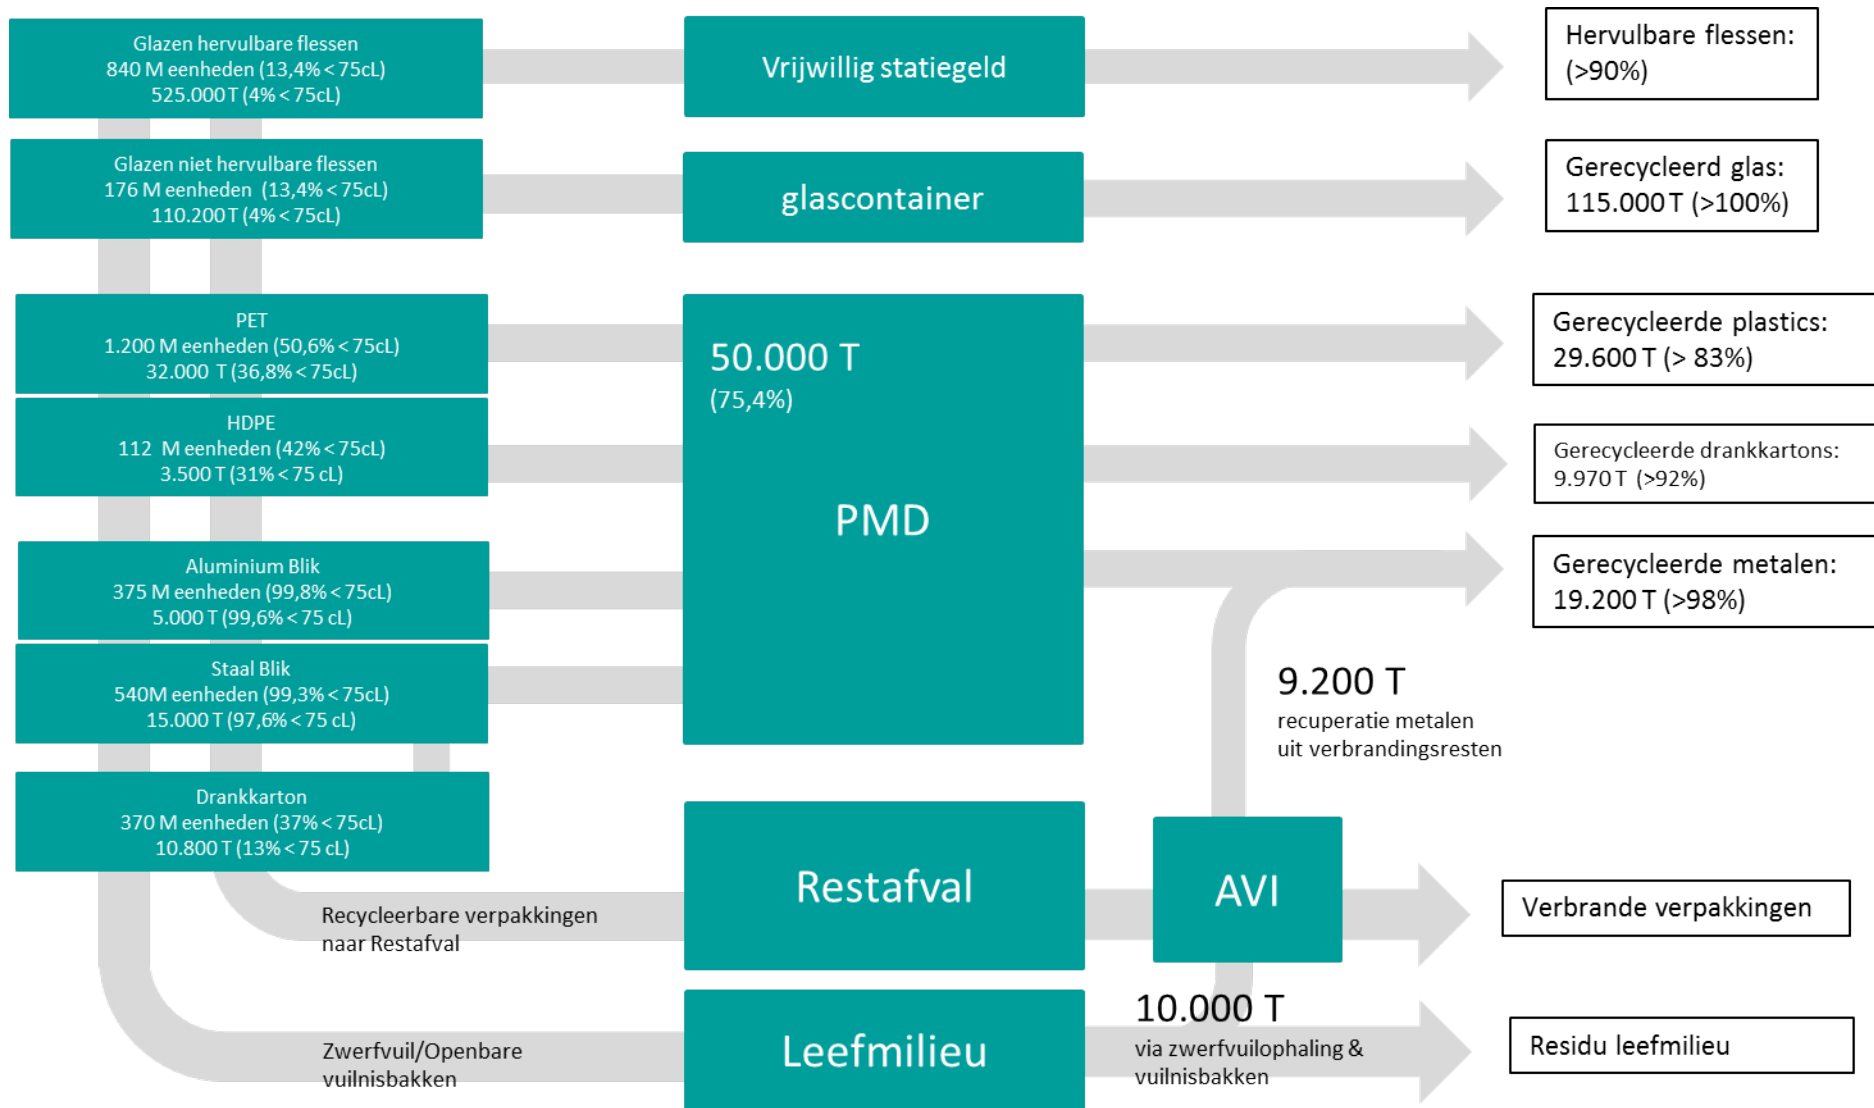 Glazen hervulbare flessen
840 M eenheden (13,4% < 75cL)
525.000 T (4% < 75cL)
Vrijwillig statiegeld
Hervulbare flessen:
(>90%)
Glazen niet hervulbare flessen
176 M eenheden (13,4% < 75cL)
110.200 T (4% < 75cL)
glascontainer
Gerecycleerd glas:
115.000 T (>100%)
PET
1.200 M eenheden (50,6% < 75cL)
32.000 T (36,8% < 75cL)
HDPE
112 M eenheden (42% < 75cL)
3.500 T (31% < 75 cL)
Aluminium Blik
375 M eenheden (99,8% < 75cL)
5.000 T (99,6% < 75 cL)
Staal Blik
540M eenheden (99,3% < 75cL)
15.000 T (97,6% < 75 cL)
Drankkarton
370 M eenheden (37% < 75cL)
10.800 T (13% < 75 cL)
50.000 T
(75,4%)
PMD
Gerecycleerde plastics:
29.600 T (> 83%)
Gerecycleerde drankkartons:
9.970 T (>92%)
Gerecycleerde metalen:
19.200 T (>98%)
9.200 T
recuperatie metalen
uit verbrandingsresten
Recycleerbare verpakkingen
naar Restafval
Restafval
AVI
Verbrande verpakkingen
Zwerfvuil/Openbare
vuilnisbakken
Leefmilieu
10.000 T
via zwerfvuilophaling &
vuilnisbakken
Residu leefmilieu